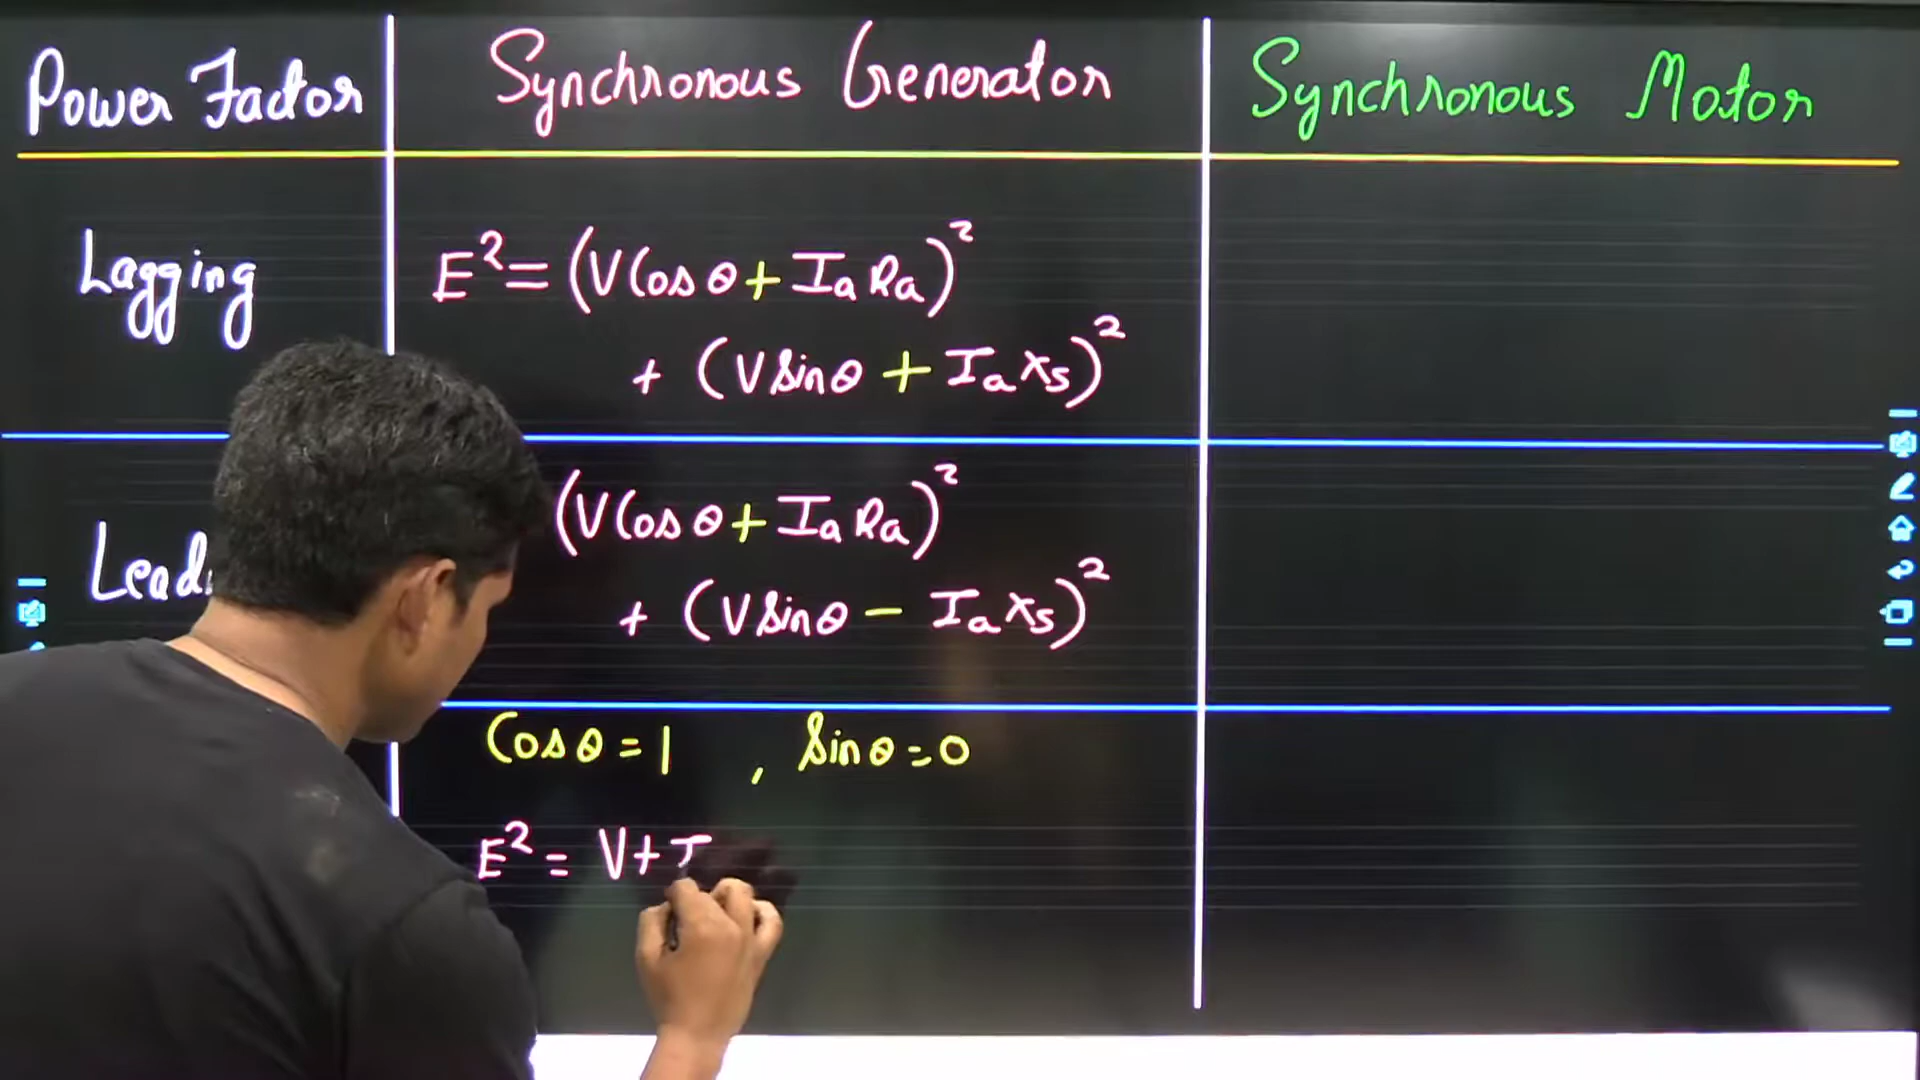 Power Factor
Synchronous Generator
Synchronous Motor
Lagging
E² = (V Cos θ + Ia Ra)²
+ (V Sin θ + Ia Xs)²
(V Cos θ + Ia Ra)²
+ (V Sin θ − Ia Xs)²
Cos θ = 1 , Sin θ = 0
E² = V + I